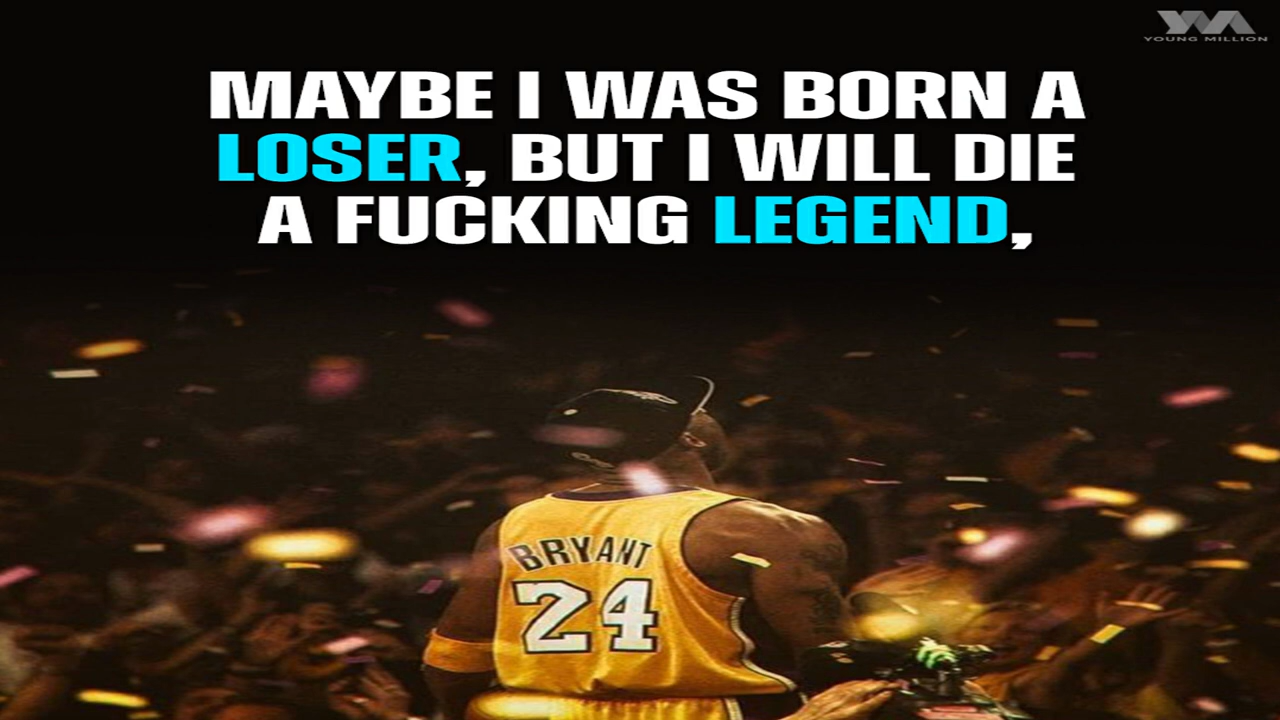 YOUNG MILLION
MAYBE I WAS BORN A
LOSER, BUT I WILL DIE
A FUCKING LEGEND,
BRYANT
24